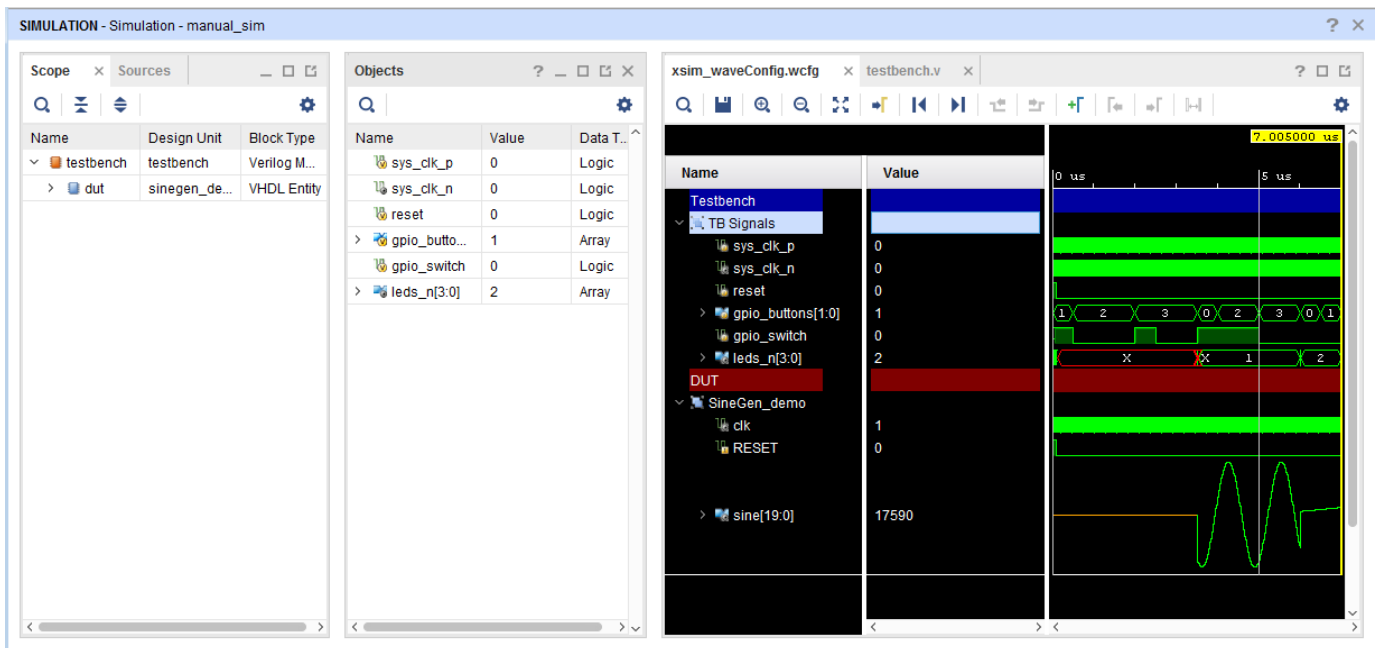 SIMULATION - Simulation - manual_sim
Scope Sources
Name Design Unit Block Type
testbench testbench Verilog M...
dut sinegen_de... VHDL Entity
Objects
Name Value Data T..
sys_clk_p 0 Logic
sys_clk_n 0 Logic
reset 0 Logic
gpio_butto... 1 Array
gpio_switch 0 Logic
leds_n[3:0] 2 Array
xsim_waveConfig.wcfg testbench.v
7.005000 us
Name Value 0 us 5 us
Testbench
TB Signals
sys_clk_p 0
sys_clk_n 0
reset 0
gpio_buttons[1:0] 1 1 2 3 0 2 3 0 1
gpio_switch 0
leds_n[3:0] 2 X X 1 2
DUT
SineGen_demo
clk 1
RESET 0
sine[19:0] 17590